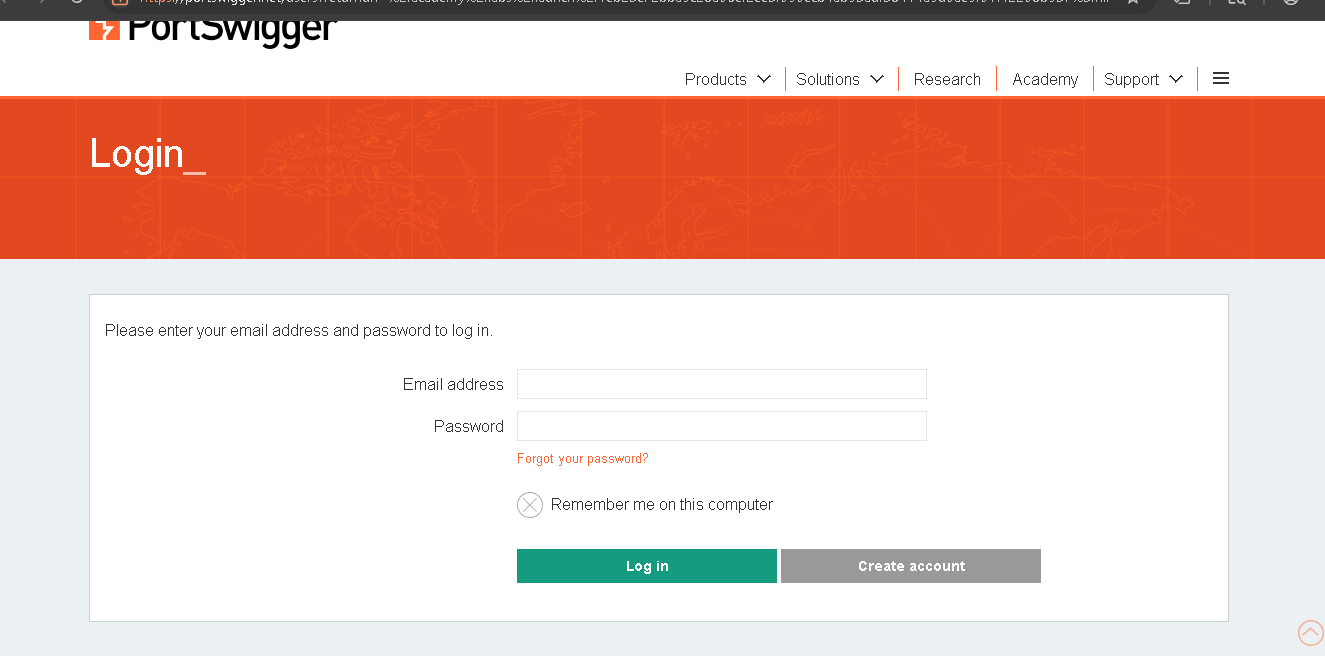 PortSwigger
Products
Solutions
Research
Academy
Support
Login_
Please enter your email address and password to log in.
Email address
Password
Forgot your password?
Remember me on this computer
Log in
Create account